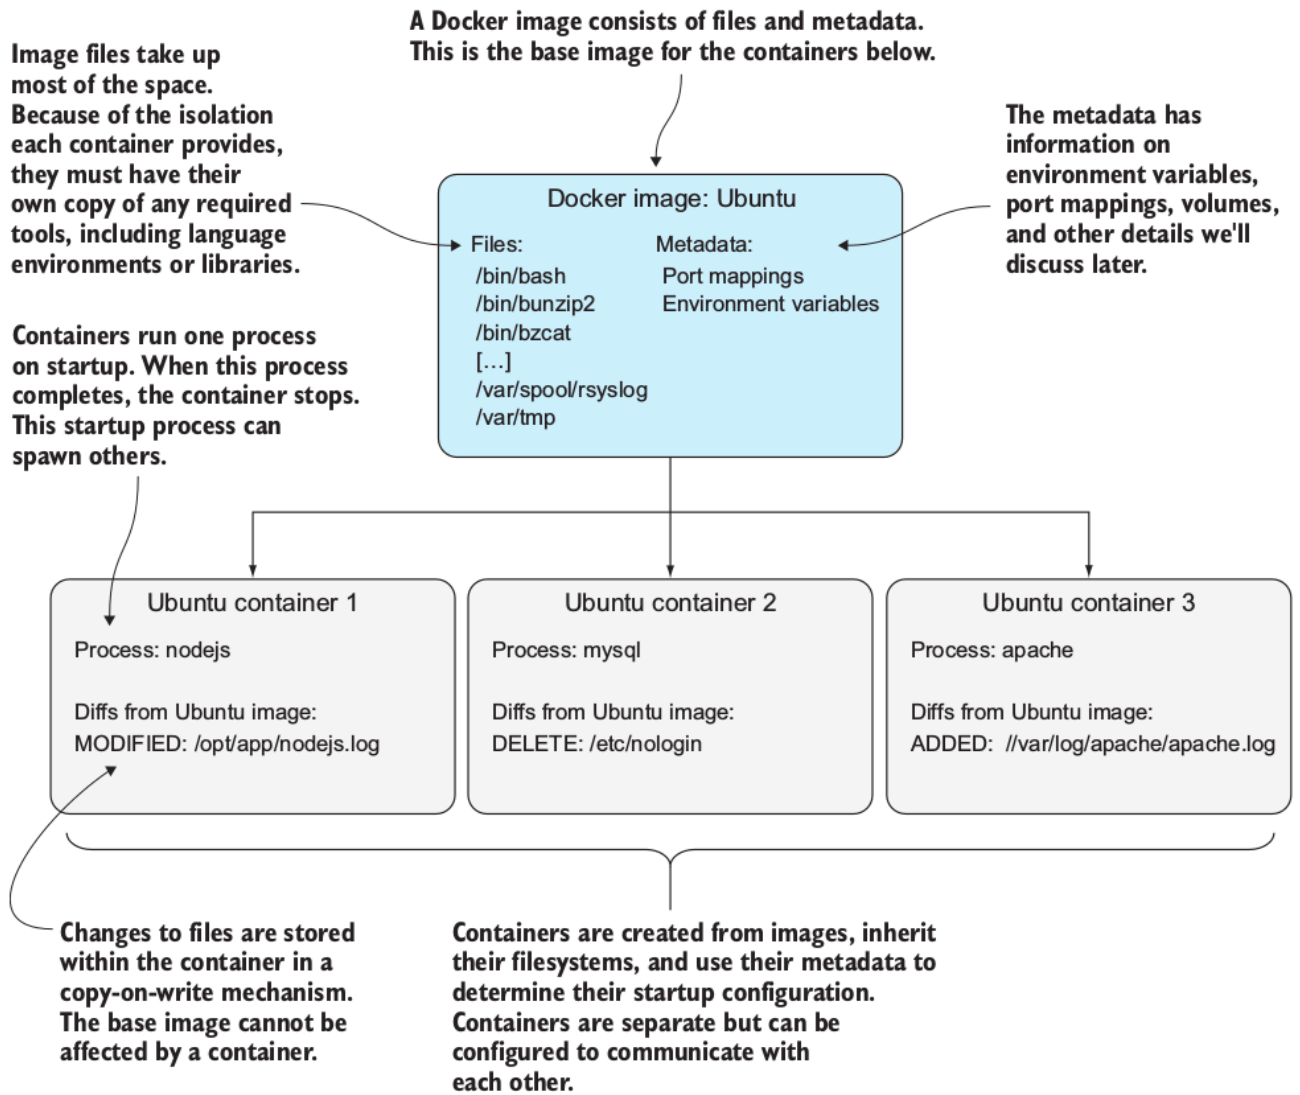 A Docker image consists of files and metadata.
This is the base image for the containers below.
Image files take up
most of the space.
Because of the isolation
each container provides,
they must have their
own copy of any required
tools, including language
environments or libraries.
The metadata has
information on
environment variables,
port mappings, volumes,
and other details we'll
discuss later.
Docker image: Ubuntu
Files:
/bin/bash
/bin/bunzip2
/bin/bzcat
[...]
/var/spool/rsyslog
/var/tmp
Metadata:
Port mappings
Environment variables
Containers run one process
on startup. When this process
completes, the container stops.
This startup process can
spawn others.
Ubuntu container 1
Process: nodejs
Diffs from Ubuntu image:
MODIFIED: /opt/app/nodejs.log
Ubuntu container 2
Process: mysql
Diffs from Ubuntu image:
DELETE: /etc/nologin
Ubuntu container 3
Process: apache
Diffs from Ubuntu image:
ADDED: //var/log/apache/apache.log
Changes to files are stored
within the container in a
copy-on-write mechanism.
The base image cannot be
affected by a container.
Containers are created from images, inherit
their filesystems, and use their metadata to
determine their startup configuration.
Containers are separate but can be
configured to communicate with
each other.